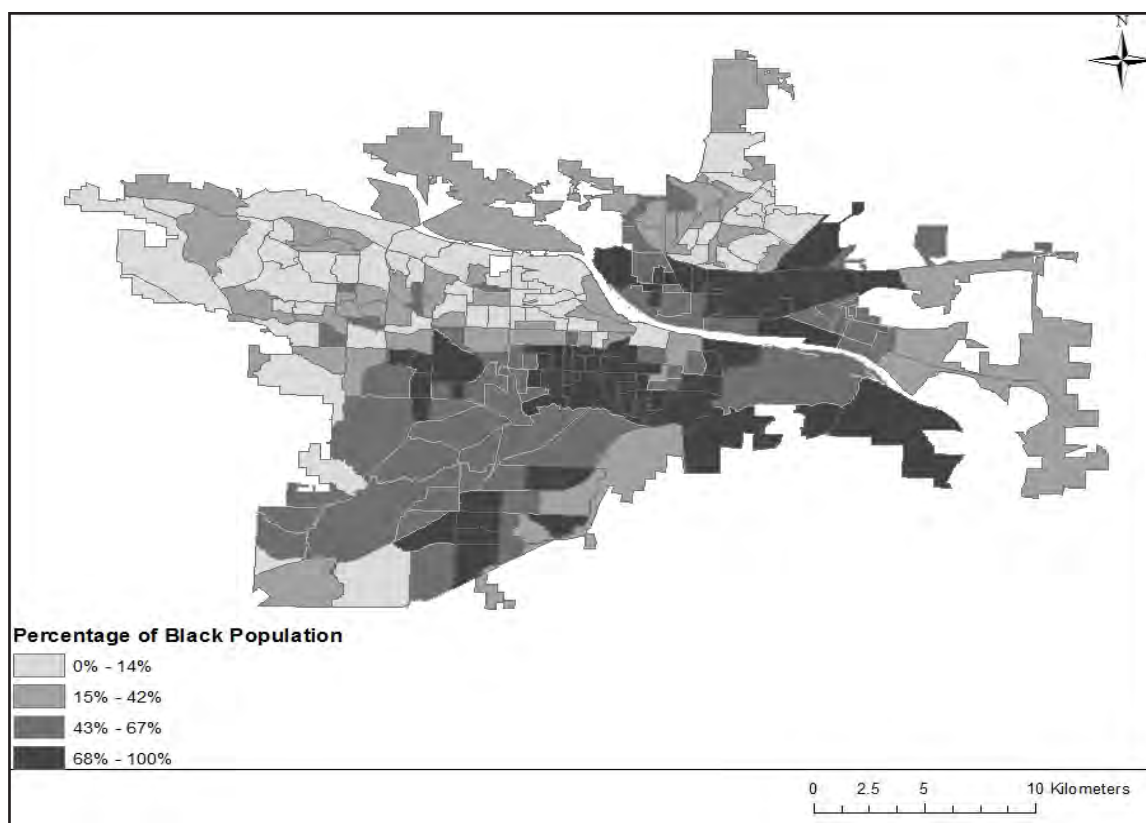 N
Percentage of Black Population
0% - 14%
15% - 42%
43% - 67%
68% - 100%
0 2.5 5 10 Kilometers